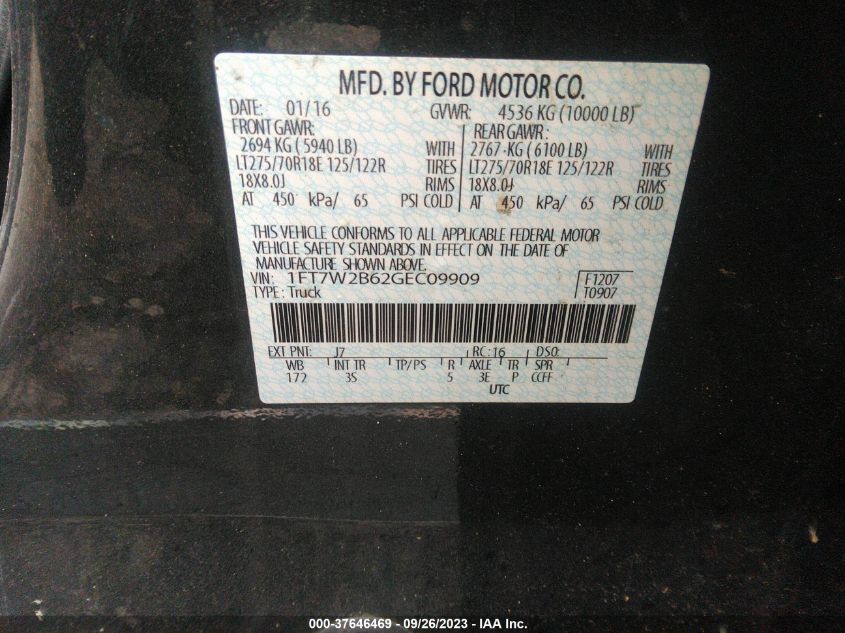 MFD. BY FORD MOTOR CO.
DATE: 01/16 GVWR: 4536 KG (10000 LB)
FRONT GAWR: REAR GAWR:
2694 KG (5940 LB) WITH 2767 KG (6100 LB) WITH
LT275/70R18E 125/122R TIRES LT275/70R18E 125/122R TIRES
18X8.0J RIMS 18X8.0J RIMS
AT 450 kPa/ 65 PSI COLD AT 450 kPa/ 65 PSI COLD
THIS VEHICLE CONFORMS TO ALL APPLICABLE FEDERAL MOTOR
VEHICLE SAFETY STANDARDS IN EFFECT ON THE DATE OF
MANUFACTURE SHOWN ABOVE.
VIN: 1FT7W2B62GEC09909 F1207
TYPE: Truck T0907
EXT PNT: J7 RC: 16 DSO:
WB INT TR TP/PS R AXLE TR SPR
172 3S 5 3E P CCFF
UTC
000-37646469 - 09/26/2023 - IAA Inc.